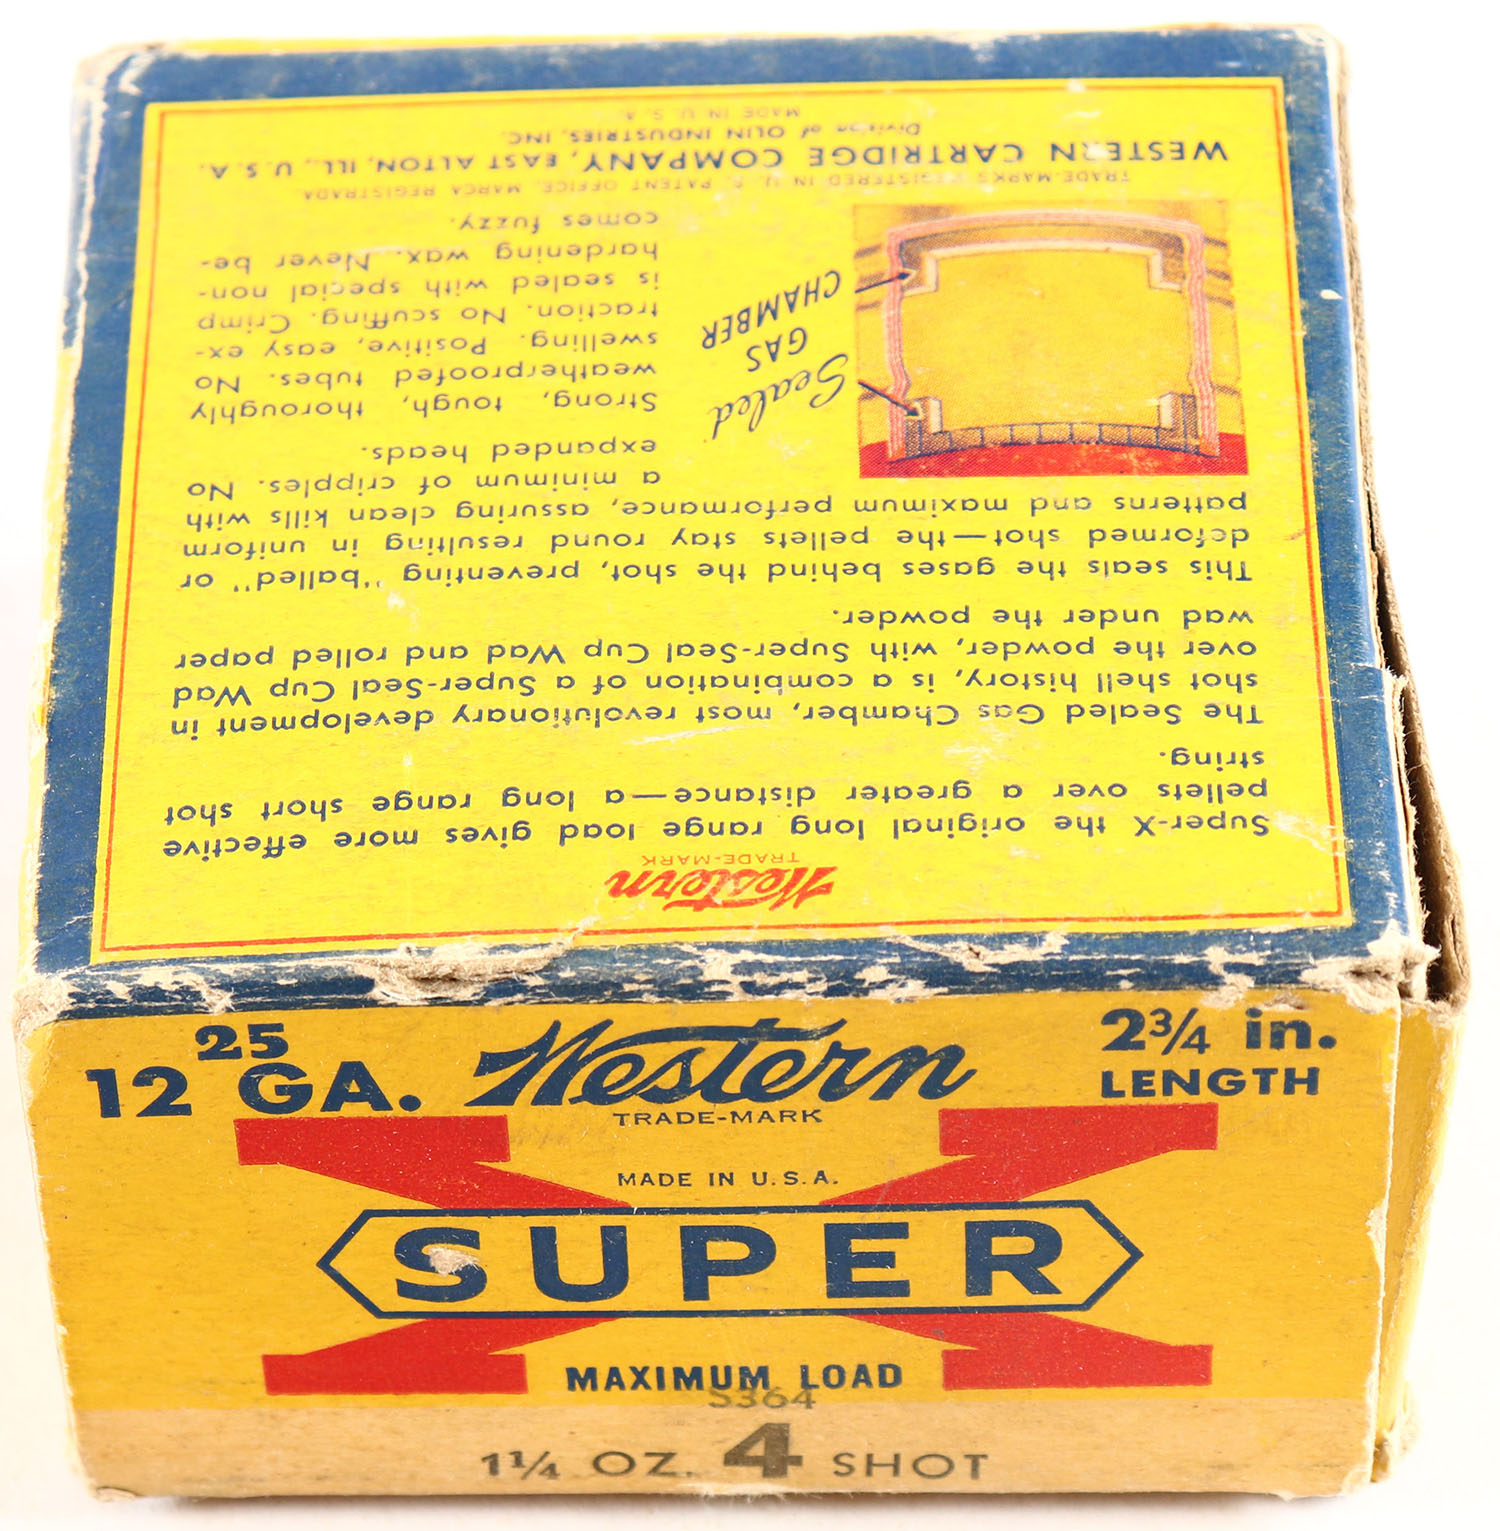 Western
TRADE-MARK
Super-X the original long range load gives more effective
pellets over a greater distance—a long range short shot
string.
The Sealed Gas Chamber, most revolutionary development in
shot shell history, is a combination of a Super-Seal Cup Wad
over the powder, with Super-Seal Cup Wad and rolled paper
wad under the powder.
This seals the gases behind the shot, preventing "balled" or
deformed shot—the pellets stay round resulting in uniform
patterns and maximum performance, assuring clean kills with
a minimum of cripples. No
expanded heads.
Strong, tough, thoroughly
weatherproofed tubes. No
swelling. Positive, easy ex-
traction. No scuffing. Crimp
is sealed with special non-
hardening wax. Never be-
comes fuzzy.
Sealed
GAS
CHAMBER
TRADE-MARKS REGISTERED IN U. S. PATENT OFFICE. MARCA REGISTRADA.
WESTERN CARTRIDGE COMPANY, EAST ALTON, ILL., U. S. A.
Division of OLIN INDUSTRIES, INC.
MADE IN U. S. A.
25
12 GA.
Western
TRADE-MARK
2¾ in.
LENGTH
MADE IN U.S.A.
X
SUPER
MAXIMUM LOAD
S364
1¼ OZ. 4 SHOT